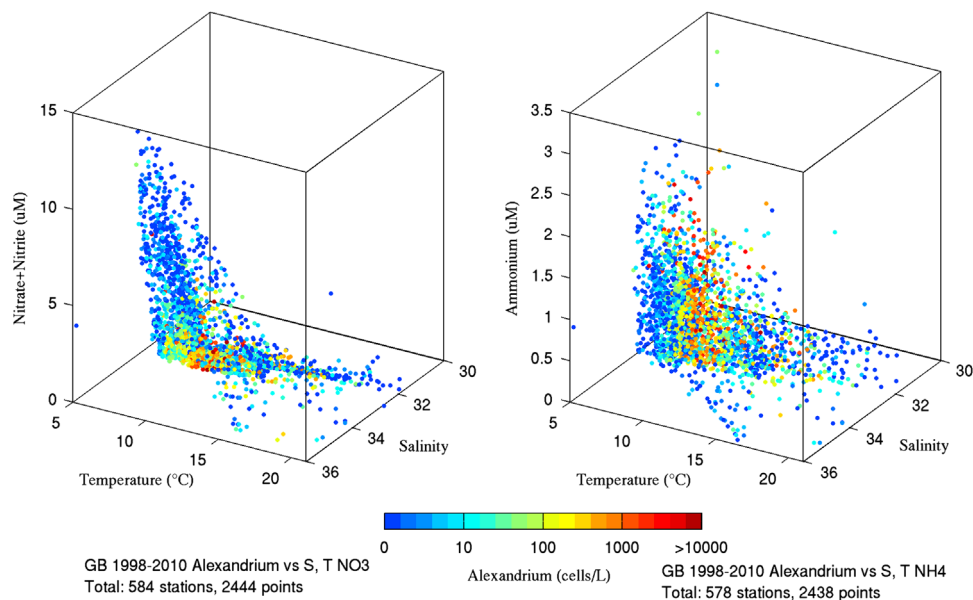 15
10
5
0
Nitrate+Nitrite (uM)
5
10
15
20
Temperature (°C)
36
34
32
30
Salinity
3.5
3
2.5
2
1.5
1
0.5
0
Ammonium (uM)
5
10
15
20
Temperature (°C)
36
34
32
30
Salinity
0 10 100 1000 >10000
Alexandrium (cells/L)
GB 1998-2010 Alexandrium vs S, T NO3
Total: 584 stations, 2444 points
GB 1998-2010 Alexandrium vs S, T NH4
Total: 578 stations, 2438 points